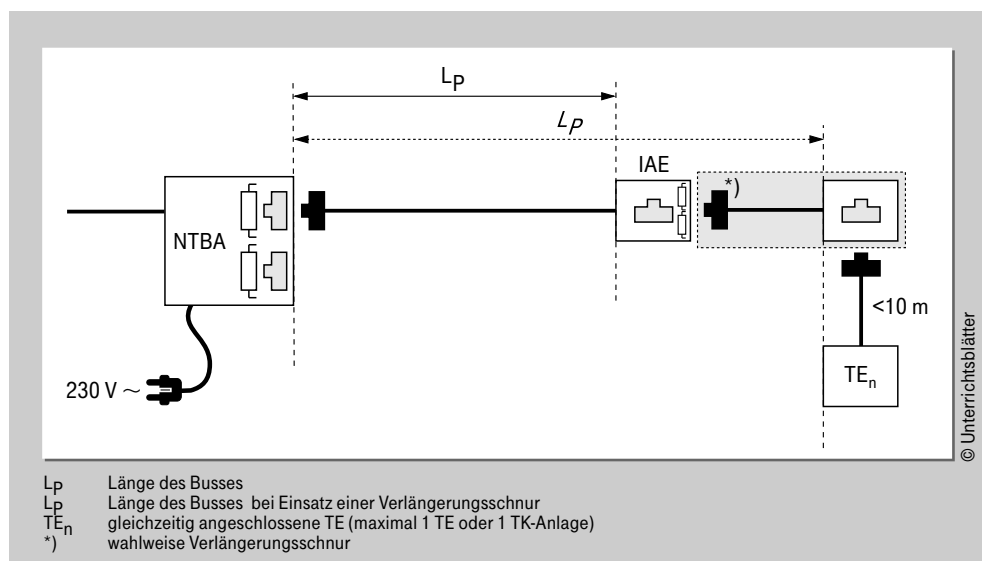 LP
LP
IAE
*)
NTBA
<10 m
TEn
230 V ~
© Unterrichtsblätter
LP Länge des Busses
LP Länge des Busses bei Einsatz einer Verlängerungsschnur
TEn gleichzeitig angeschlossene TE (maximal 1 TE oder 1 TK-Anlage)
*) wahlweise Verlängerungsschnur